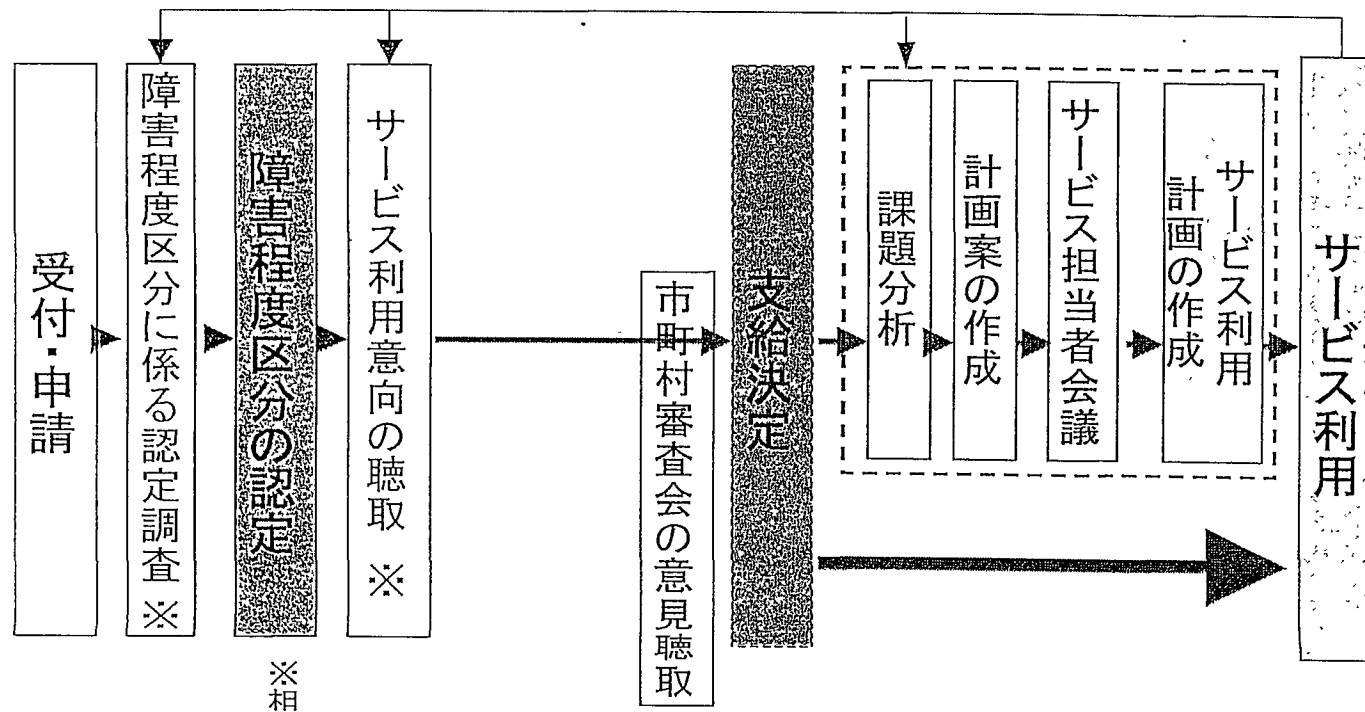 受付・申請
障害程度区分に係る認定調査 ※
障害程度区分の認定
サービス利用意向の聴取 ※
※相
市町村審査会の意見聴取
支給決定
課題分析
計画案の作成
サービス担当者会議
サービス利用
計画の作成
サービス利用